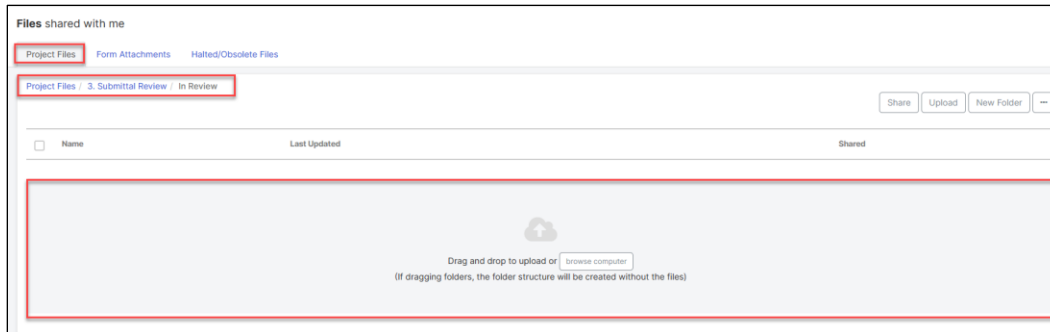 Files shared with me
Project Files Form Attachments Halted/Obsolete Files
Project Files / 3. Submittal Review / In Review
Share Upload New Folder ···
Name Last Updated Shared
Drag and drop to upload or browse computer
(If dragging folders, the folder structure will be created without the files)